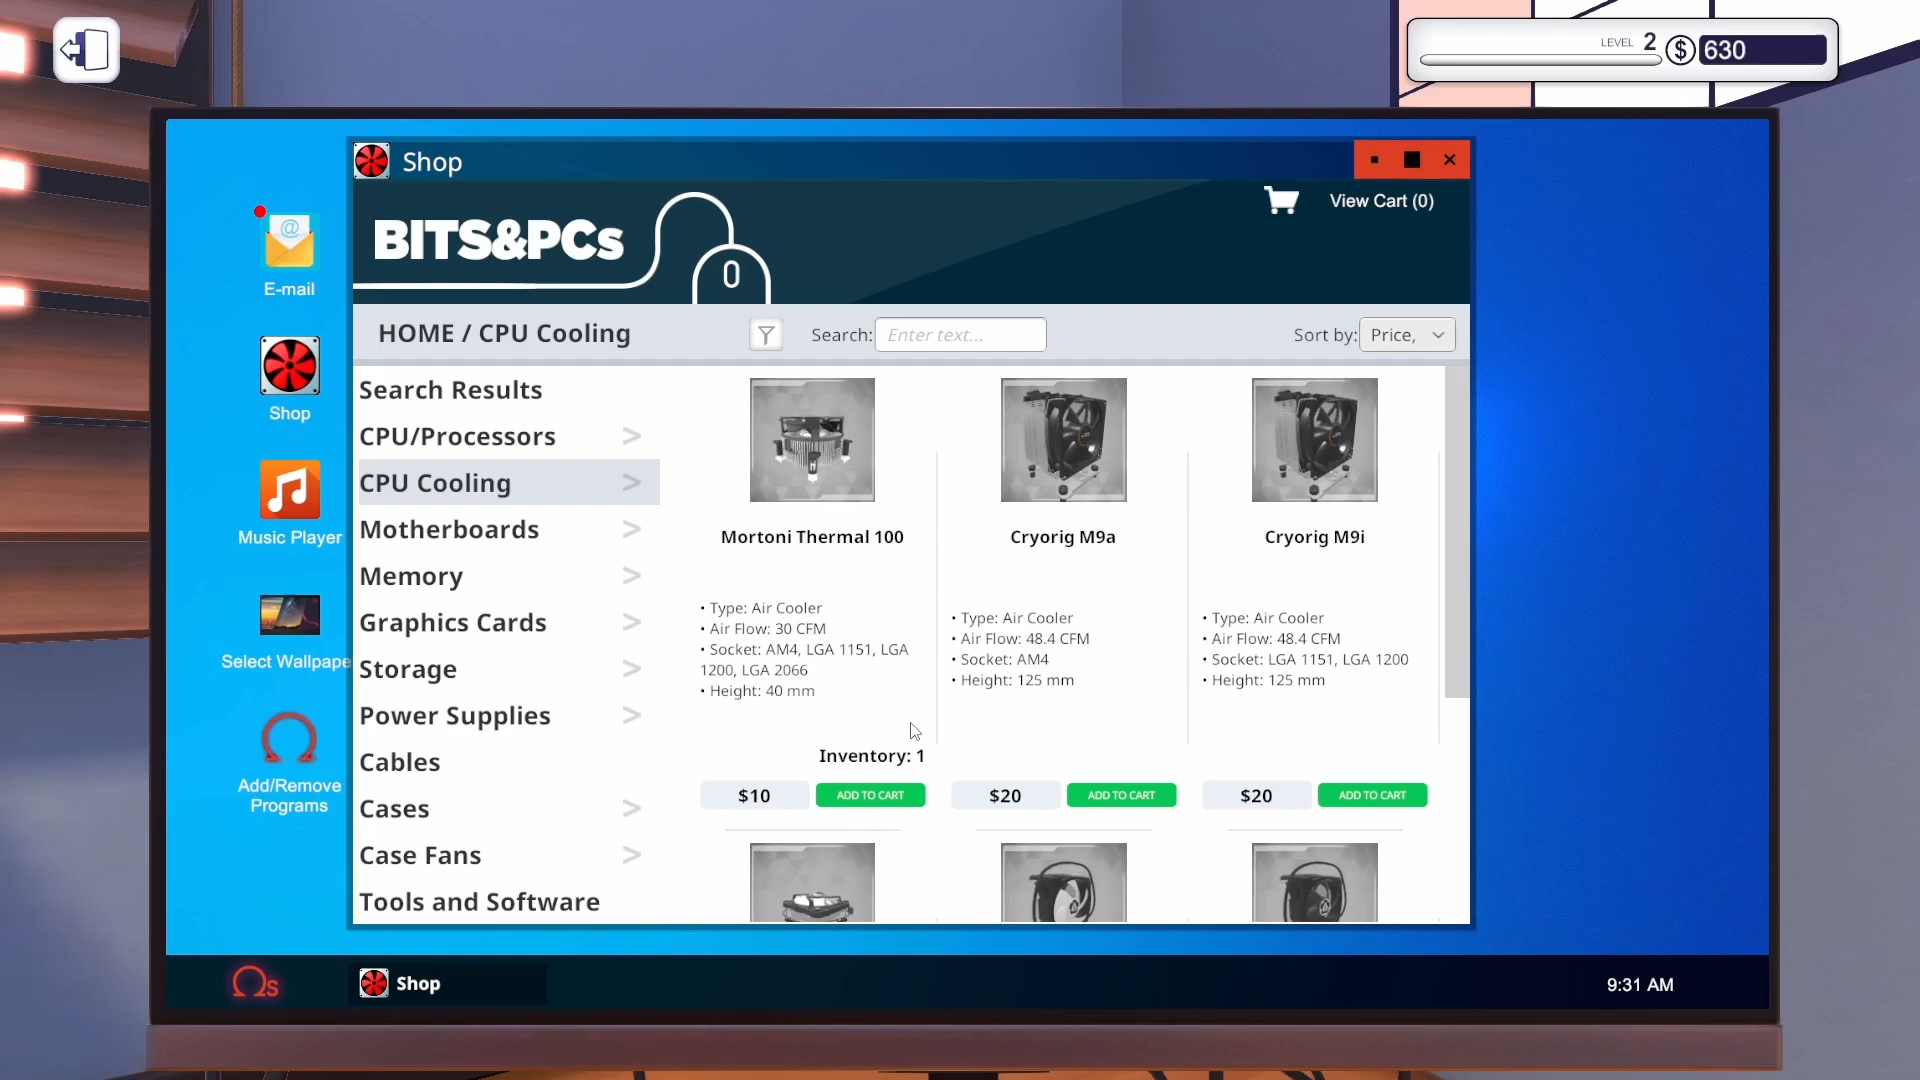 LEVEL 2 $ 630
Shop
View Cart (0)
BITS&PCs
HOME / CPU Cooling
Search: Enter text...
Sort by: Price,
@
E-mail
Shop
Music Player
Select Wallpape
Add/Remove
Programs
Search Results
CPU/Processors >
CPU Cooling >
Motherboards >
Memory >
Graphics Cards >
Storage >
Power Supplies >
Cables
Cases >
Case Fans >
Tools and Software
Mortoni Thermal 100
• Type: Air Cooler
• Air Flow: 30 CFM
• Socket: AM4, LGA 1151, LGA
1200, LGA 2066
• Height: 40 mm
Inventory: 1
$10 ADD TO CART
Cryorig M9a
• Type: Air Cooler
• Air Flow: 48.4 CFM
• Socket: AM4
• Height: 125 mm
$20 ADD TO CART
Cryorig M9i
• Type: Air Cooler
• Air Flow: 48.4 CFM
• Socket: LGA 1151, LGA 1200
• Height: 125 mm
$20 ADD TO CART
Ωs
Shop
9:31 AM